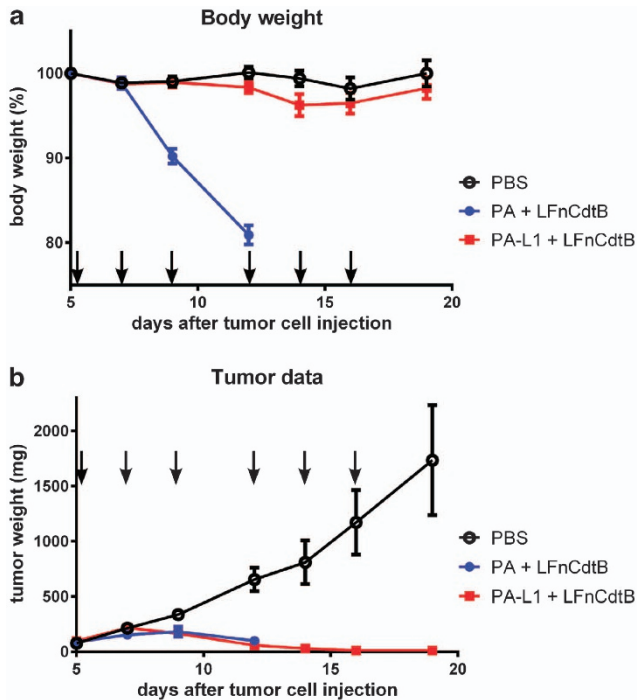 a
Body weight
body weight (%)
100
90
80
5
10
15
20
days after tumor cell injection
PBS
PA + LFnCdtB
PA-L1 + LFnCdtB
b
Tumor data
tumor weight (mg)
2000
1500
1000
500
0
5
10
15
20
days after tumor cell injection
PBS
PA + LFnCdtB
PA-L1 + LFnCdtB